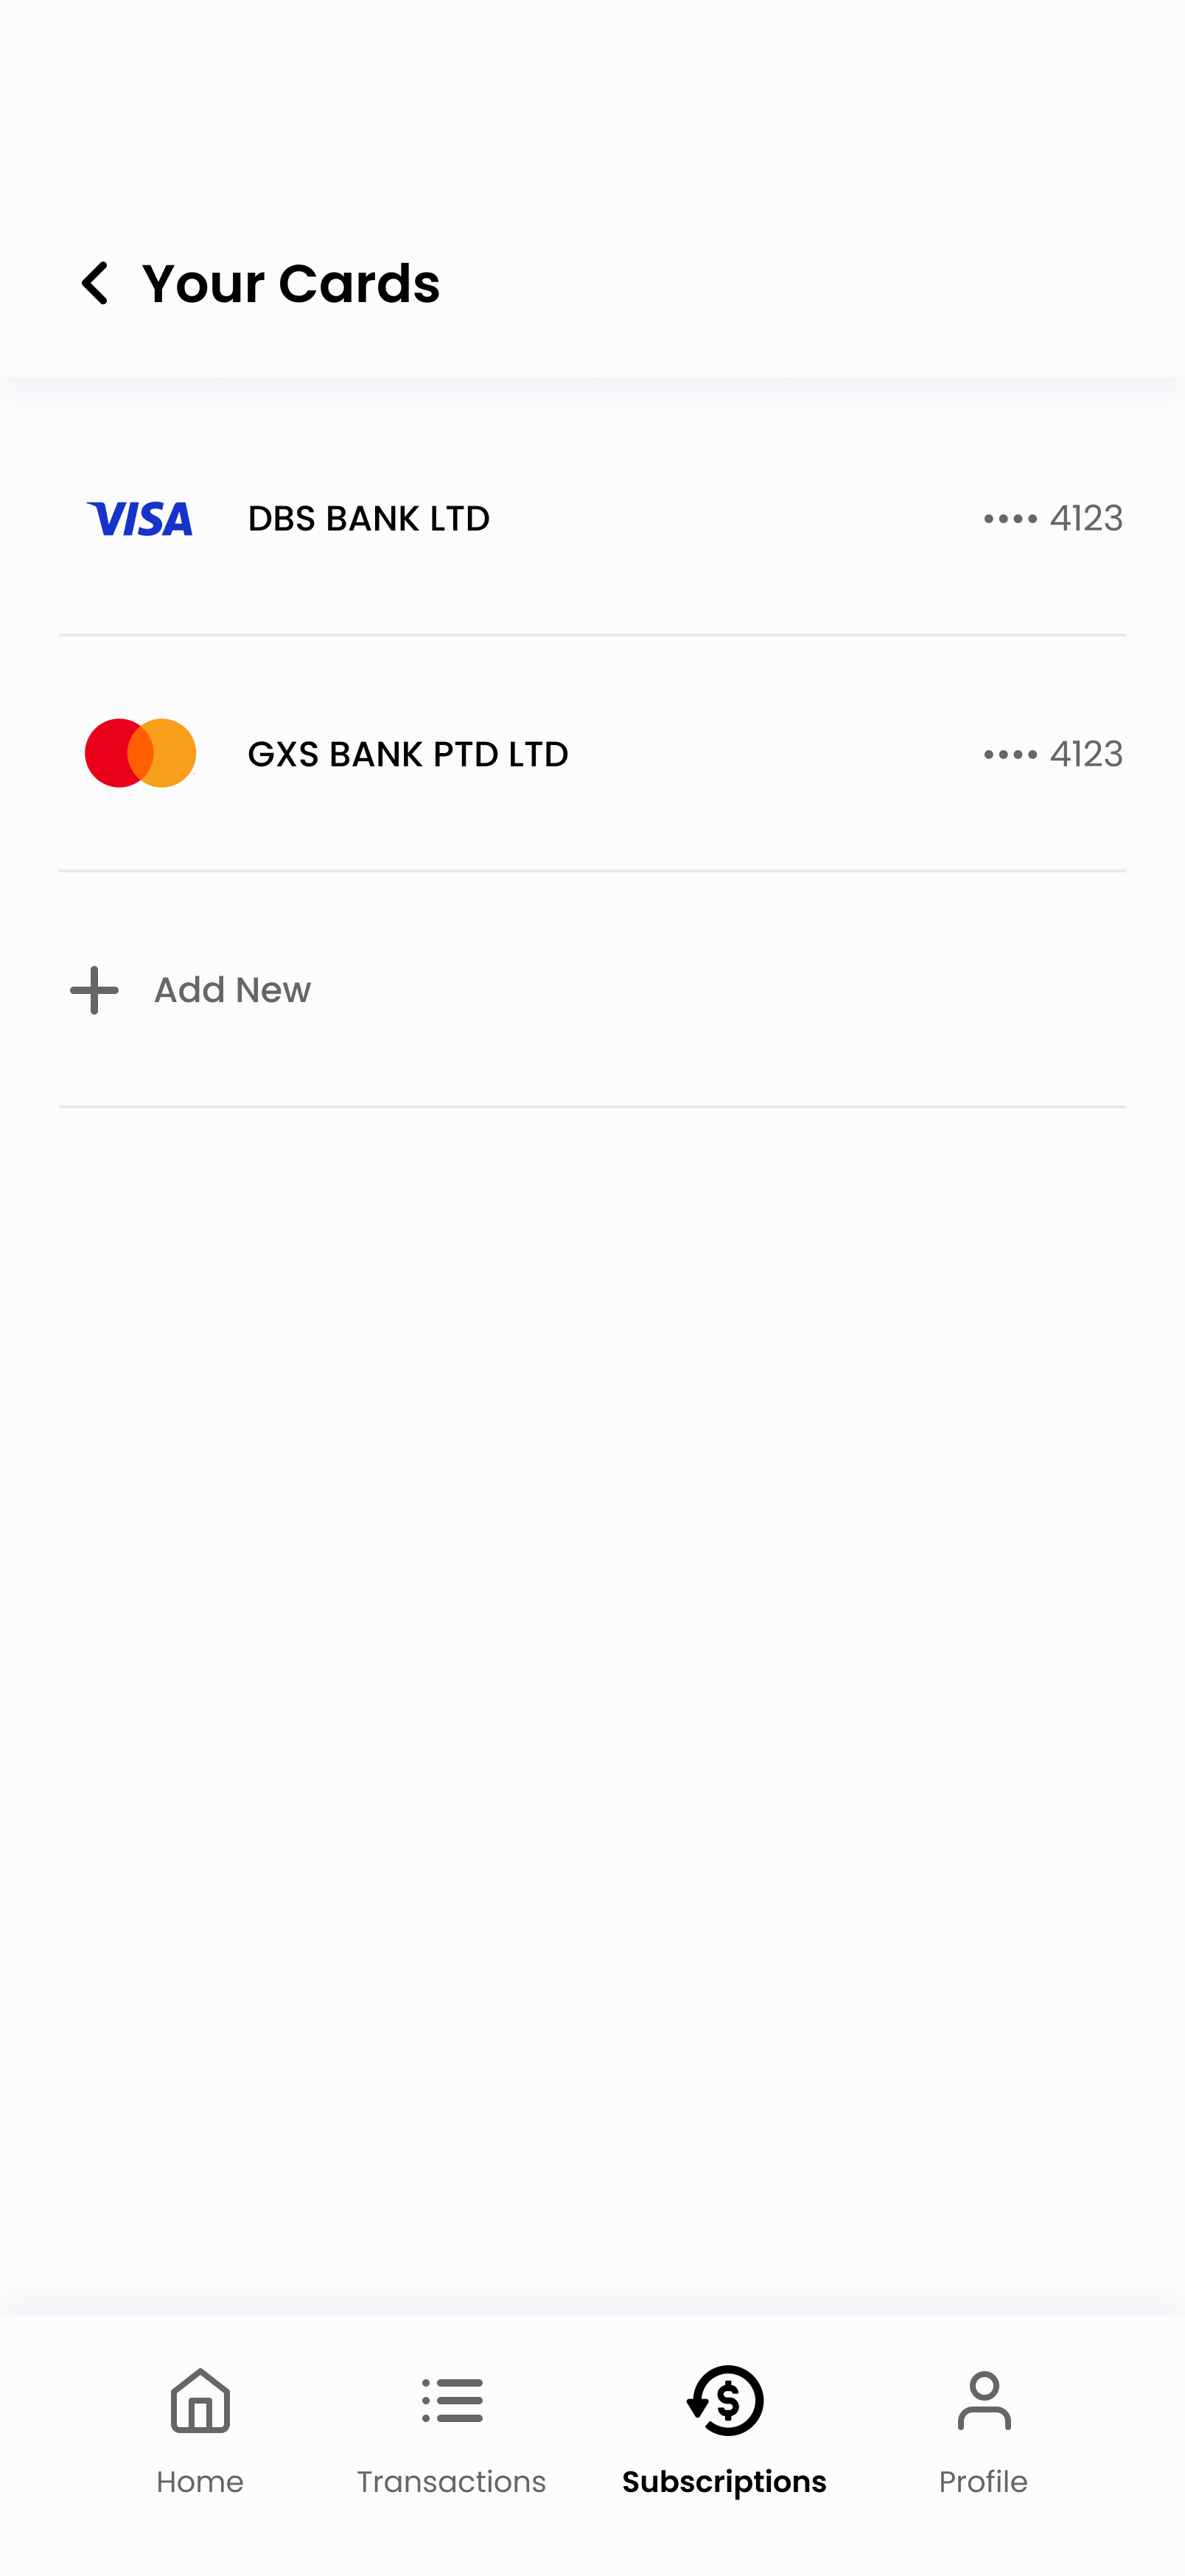 Your Cards
VISA DBS BANK LTD •••• 4123
GXS BANK PTD LTD •••• 4123
Add New
Home Transactions Subscriptions Profile